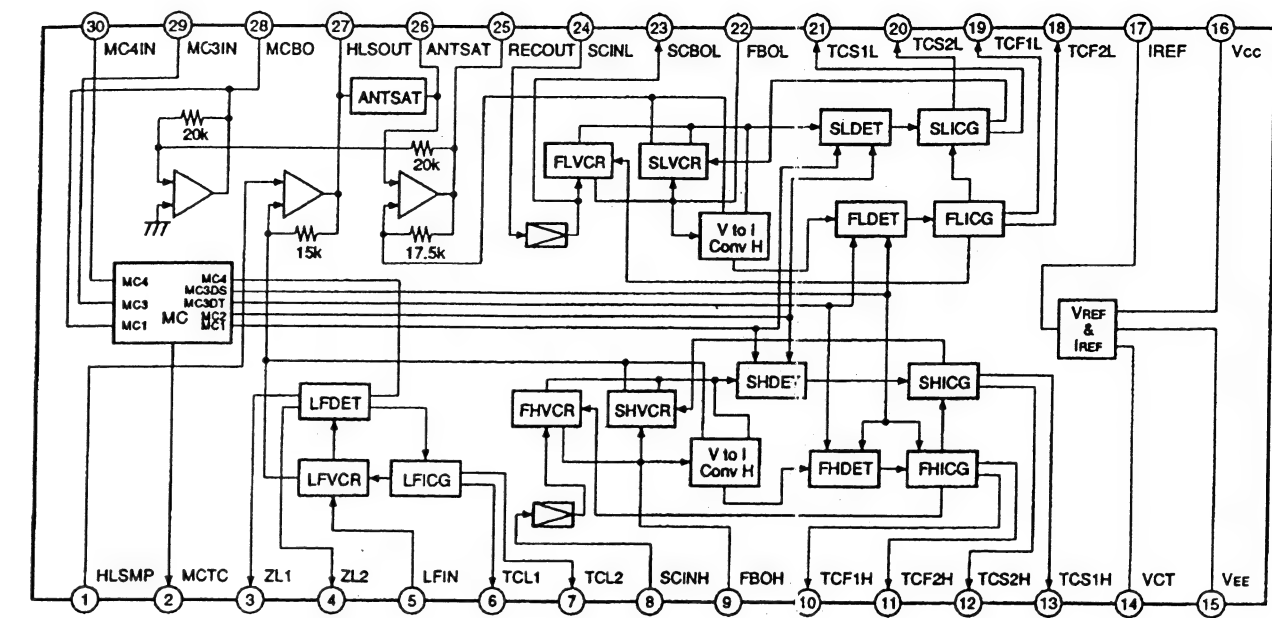 30 29 28 27 26 25 24 23 22 21 20 19 18 17 16
MC4IN MC3IN MCBO HLSOUT ANTSAT RECOUT SCINL SCBOL FBOL TCS1L TCS2L TCF1L TCF2L IREF Vcc
ANTSAT
20k
20k
FLVCR SLVCR SLDET SLICG
15k 17.5k
V to I
Conv H
FLDET FLICG
MC4 MC4
MC3DS
MC3 MC3DT
MC MC2
MC1 MC1
VREF
&
IREF
LFDET FHVCR SHVCR SHDET SHICG
LFVCR LFICG
V to I
Conv H
FHDET FHICG
HLSMP MCTC ZL1 ZL2 LFIN TCL1 TCL2 SCINH FBOH TCF1H TCF2H TCS2H TCS1H VCT VEE
1 2 3 4 5 6 7 8 9 10 11 12 13 14 15